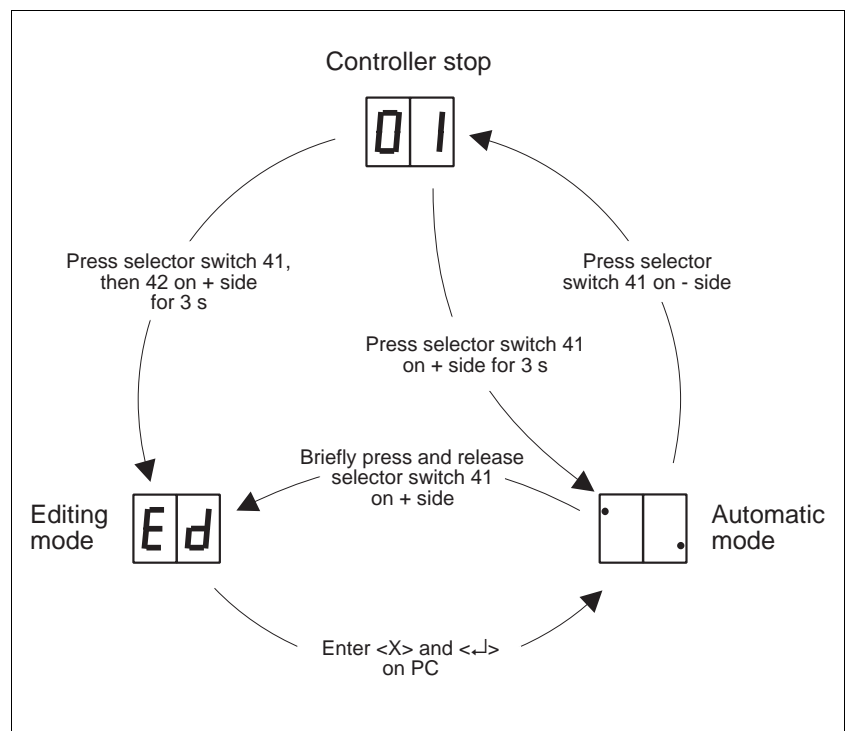 Controller stop
01
Press selector switch 41,
then 42 on + side
for 3 s
Press selector
switch 41 on - side
Press selector switch 41
on + side for 3 s
Briefly press and release
selector switch 41
on + side
Editing
mode
Ed
Automatic
mode
Enter <X> and <↵>
on PC